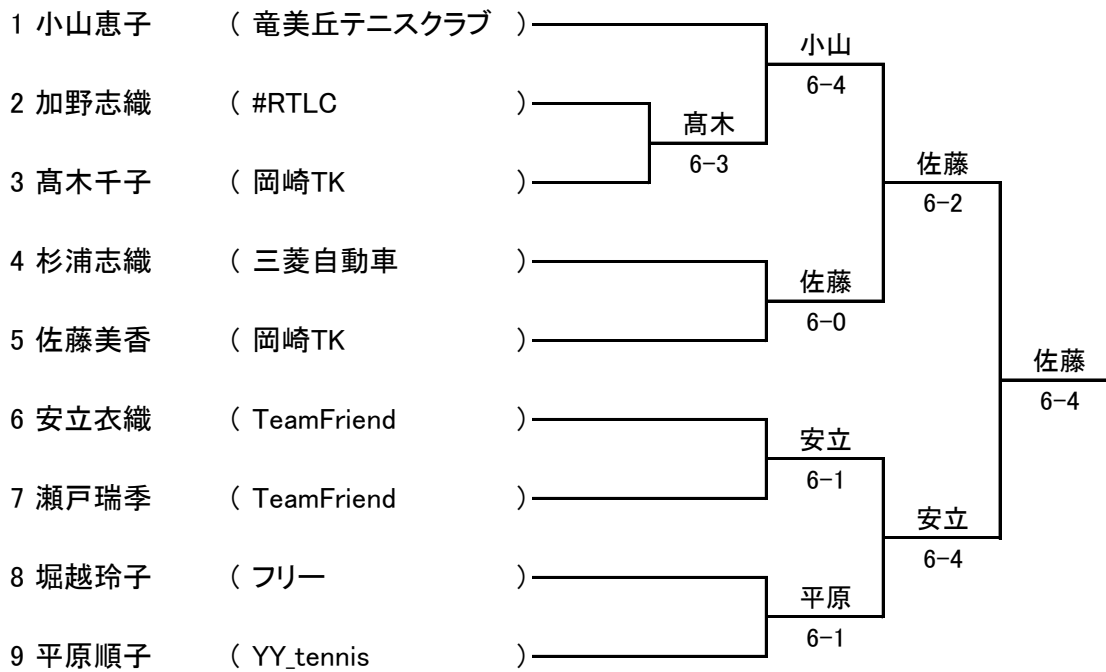 1 小山恵子 ( 竜美丘テニスクラブ )
小山
6-4
2 加野志織 ( #RTLC )
髙木
6-3
3 髙木千子 ( 岡崎TK )
佐藤
6-2
4 杉浦志織 ( 三菱自動車 )
佐藤
6-0
5 佐藤美香 ( 岡崎TK )
佐藤
6-4
6 安立衣織 ( TeamFriend )
安立
6-1
7 瀬戸瑞季 ( TeamFriend )
安立
6-4
8 堀越玲子 ( フリー )
平原
6-1
9 平原順子 ( YY_tennis )